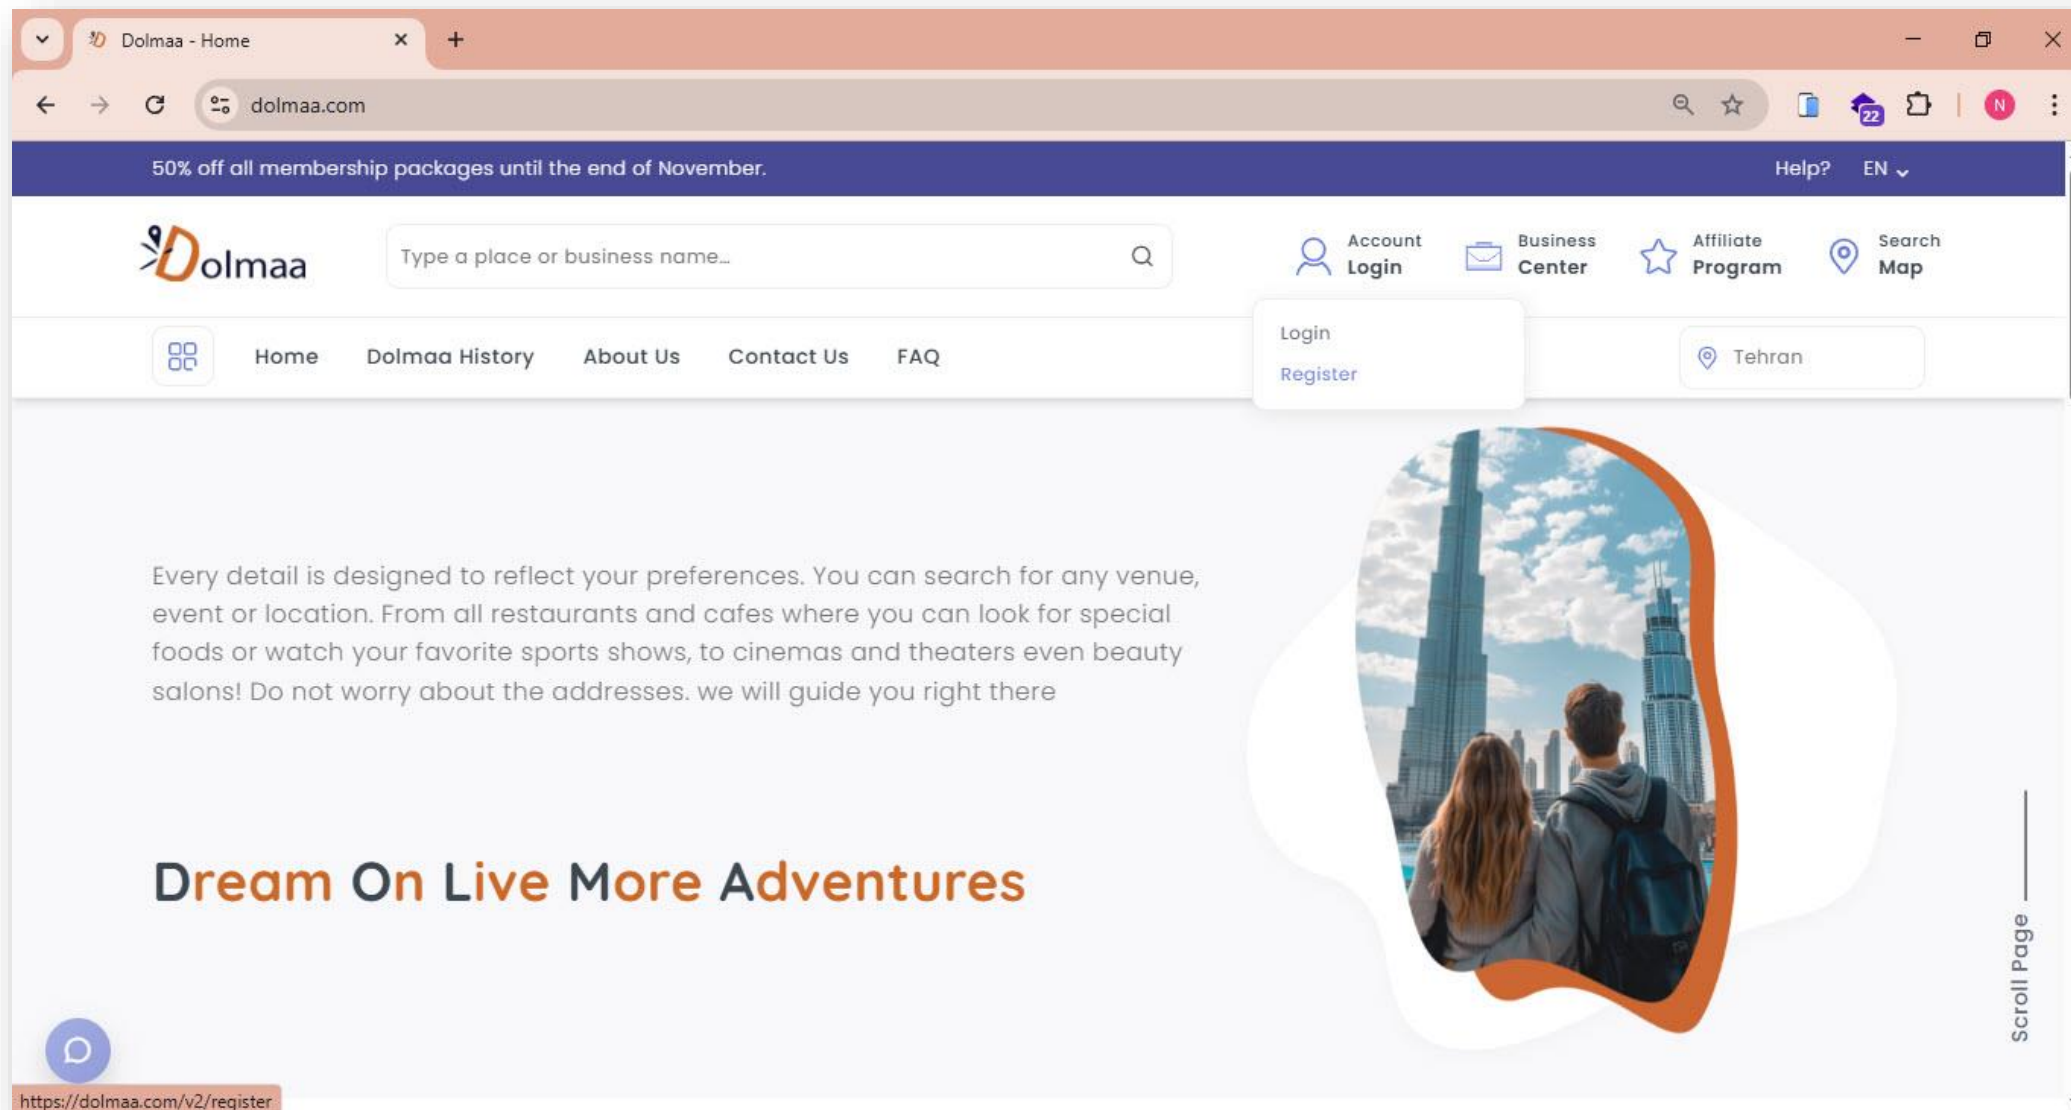 Dolmaa - Home
dolmaa.com
22
N
50% off all membership packages until the end of November.
Help? EN
Dolmaa
Type a place or business name...
Account
Login
Business
Center
Affiliate
Program
Search
Map
Login
Register
Home Dolmaa History About Us Contact Us FAQ
Tehran
Every detail is designed to reflect your preferences. You can search for any venue,
event or location. From all restaurants and cafes where you can look for special
foods or watch your favorite sports shows, to cinemas and theaters even beauty
salons! Do not worry about the addresses. we will guide you right there
Dream On Live More Adventures
Scroll Page
https://dolmaa.com/v2/register